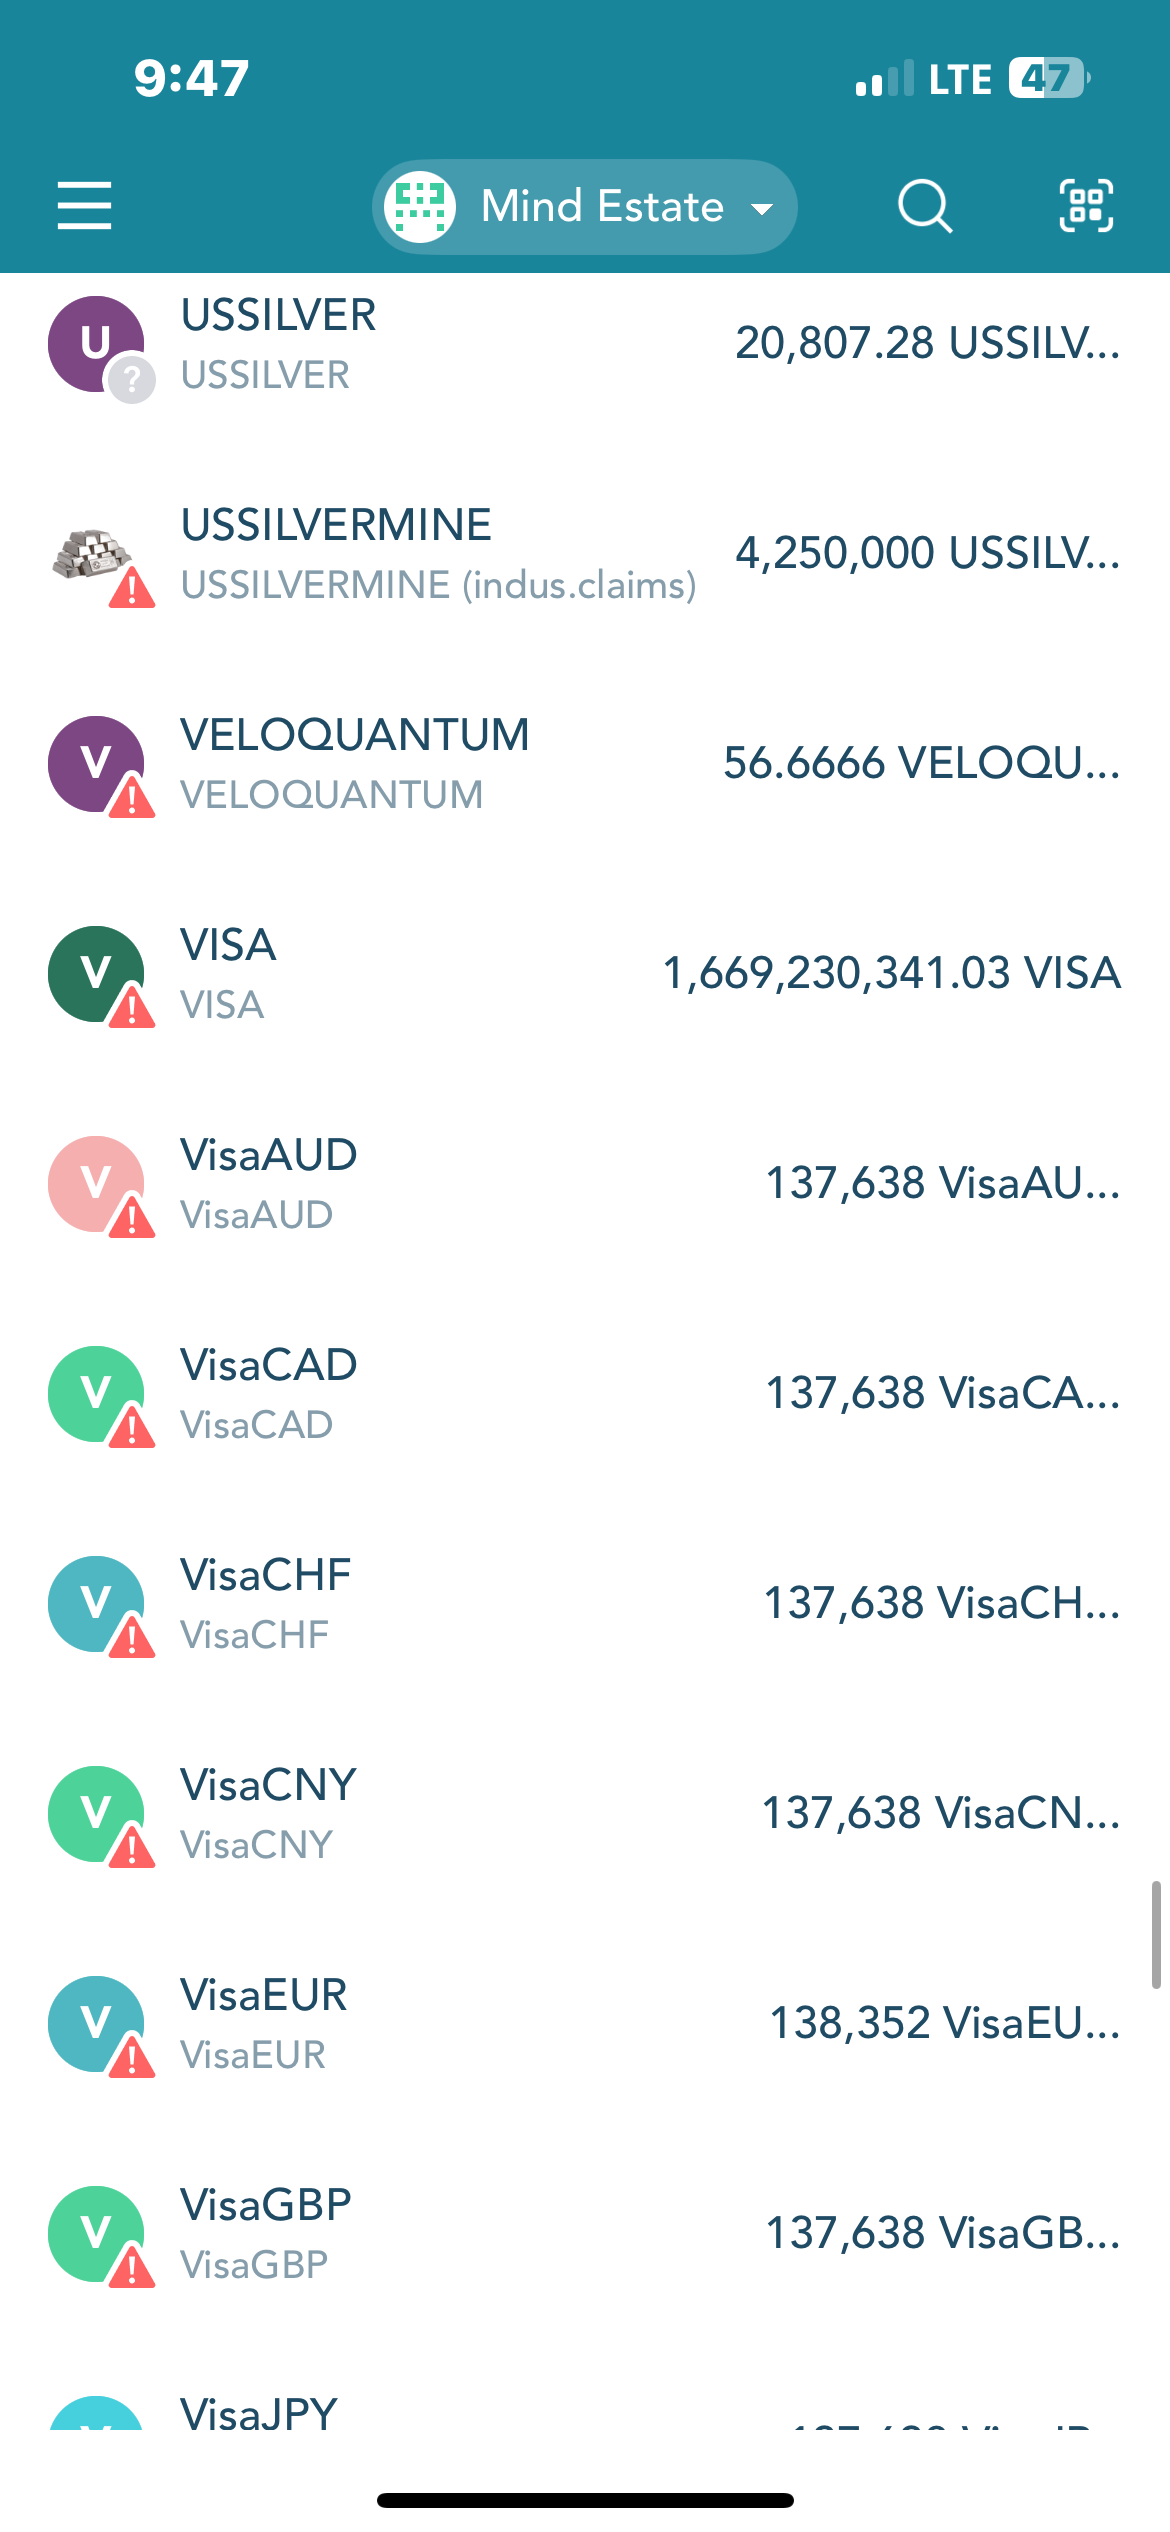 9:47
LTE 47
Mind Estate
U
USSILVER
20,807.28 USSILV...
USSILVER
?
USSILVERMINE
4,250,000 USSILV...
USSILVERMINE (indus.claims)
V
VELOQUANTUM
56.6666 VELOQU...
VELOQUANTUM
V
VISA
1,669,230,341.03 VISA
VISA
V
VisaAUD
137,638 VisaAU...
VisaAUD
V
VisaCAD
137,638 VisaCA...
VisaCAD
V
VisaCHF
137,638 VisaCH...
VisaCHF
V
VisaCNY
137,638 VisaCN...
VisaCNY
V
VisaEUR
138,352 VisaEU...
VisaEUR
V
VisaGBP
137,638 VisaGB...
VisaGBP
VisaJPY